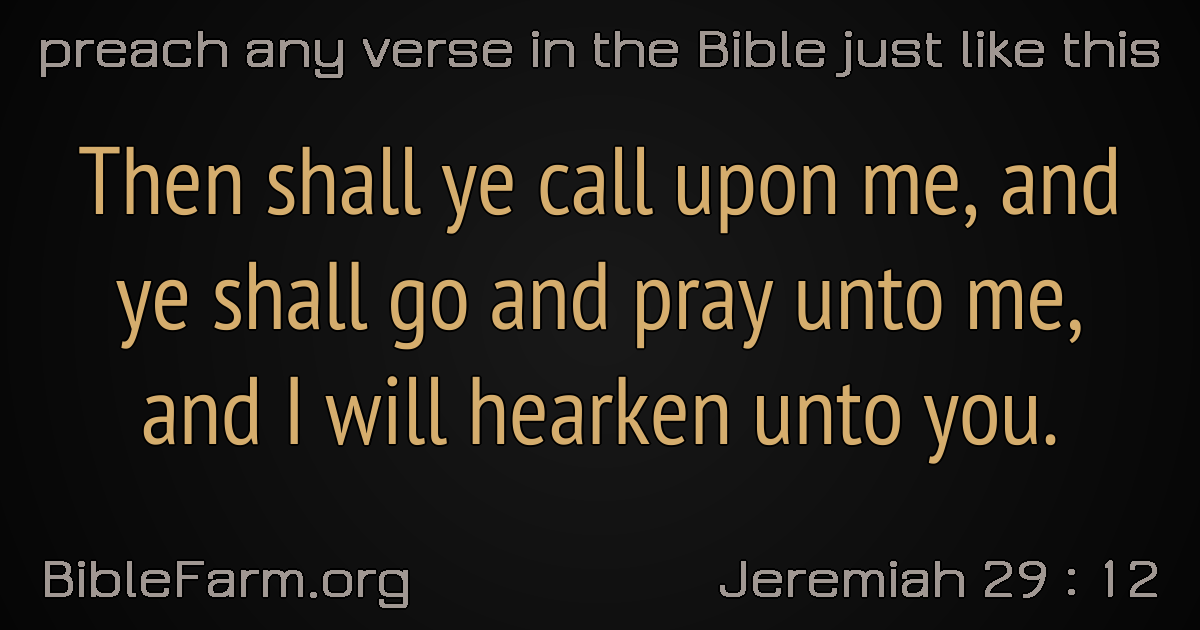 preach any verse in the Bible just like this
Then shall ye call upon me, and
ye shall go and pray unto me,
and I will hearken unto you.
BibleFarm.org
Jeremiah 29 : 12